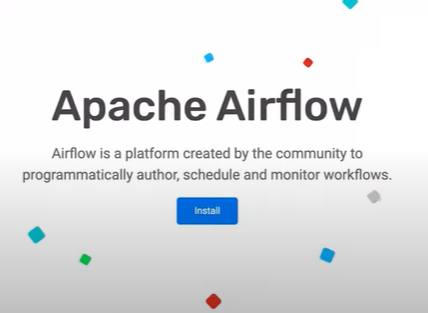 Apache Airflow
Airflow is a platform created by the community to
programmatically author, schedule and monitor workflows.
Install